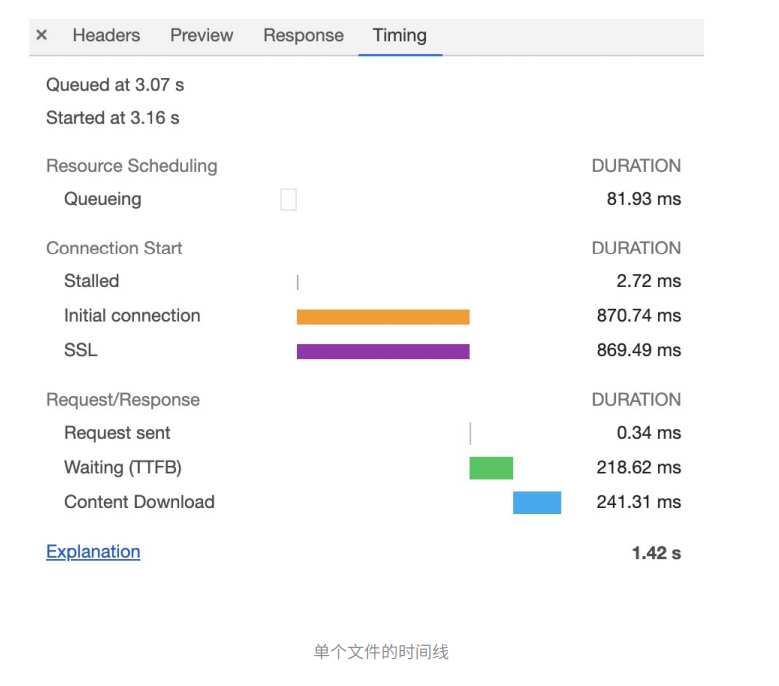 × Headers Preview Response Timing
Queued at 3.07 s
Started at 3.16 s
Resource Scheduling DURATION
Queueing 81.93 ms
Connection Start DURATION
Stalled 2.72 ms
Initial connection 870.74 ms
SSL 869.49 ms
Request/Response DURATION
Request sent 0.34 ms
Waiting (TTFB) 218.62 ms
Content Download 241.31 ms
Explanation 1.42 s
单个文件的时间线